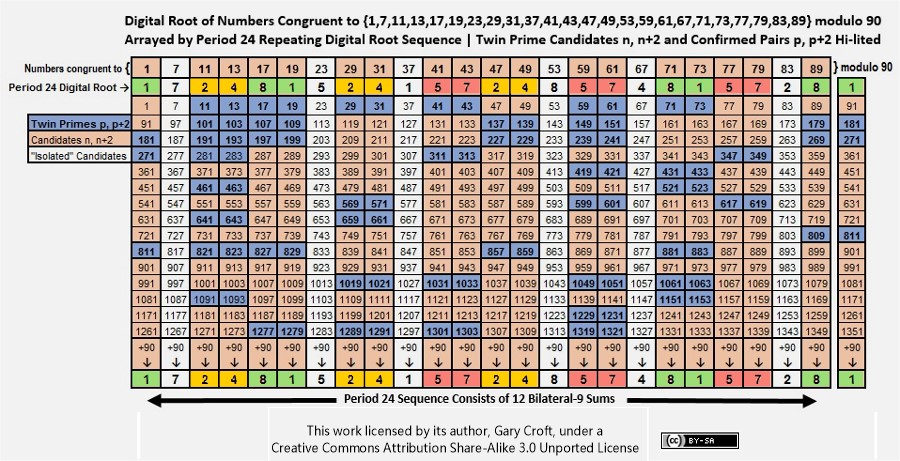 Digital Root of Numbers Congruent to {1,7,11,13,17,19,23,29,31,37,41,43,47,49,53,59,61,67,71,73,77,79,83,89} modulo 90
Arrayed by Period 24 Repeating Digital Root Sequence | Twin Prime Candidates n, n+2 and Confirmed Pairs p, p+2 Hi-lited
Numbers congruent to { 1 7 11 13 17 19 23 29 31 37 41 43 47 49 53 59 61 67 71 73 77 79 83 89 } modulo 90
Period 24 Digital Root → 1 7 2 4 8 1 5 2 4 1 5 7 2 4 8 5 7 4 8 1 5 7 2 8 1
1 7 11 13 17 19 23 29 31 37 41 43 47 49 53 59 61 67 71 73 77 79 83 89 91
Twin Primes p, p+2 91 97 101 103 107 109 113 119 121 127 131 133 137 139 143 149 151 157 161 163 167 169 173 179 181
Candidates n, n+2 181 187 191 193 197 199 203 209 211 217 221 223 227 229 233 239 241 247 251 253 257 259 263 269 271
"Isolated" Candidates 271 277 281 283 287 289 293 299 301 307 311 313 317 319 323 329 331 337 341 343 347 349 353 359 361
361 367 371 373 377 379 383 389 391 397 401 403 407 409 413 419 421 427 431 433 437 439 443 449 451
451 457 461 463 467 469 473 479 481 487 491 493 497 499 503 509 511 517 521 523 527 529 533 539 541
541 547 551 553 557 559 563 569 571 577 581 583 587 589 593 599 601 607 611 613 617 619 623 629 631
631 637 641 643 647 649 653 659 661 667 671 673 677 679 683 689 691 697 701 703 707 709 713 719 721
721 727 731 733 737 739 743 749 751 757 761 763 767 769 773 779 781 787 791 793 797 799 803 809 811
811 817 821 823 827 829 833 839 841 847 851 853 857 859 863 869 871 877 881 883 887 889 893 899 901
901 907 911 913 917 919 923 929 931 937 941 943 947 949 953 959 961 967 971 973 977 979 983 989 991
991 997 1001 1003 1007 1009 1013 1019 1021 1027 1031 1033 1037 1039 1043 1049 1051 1057 1061 1063 1067 1069 1073 1079 1081
1081 1087 1091 1093 1097 1099 1103 1109 1111 1117 1121 1123 1127 1129 1133 1139 1141 1147 1151 1153 1157 1159 1163 1169 1171
1171 1177 1181 1183 1187 1189 1193 1199 1201 1207 1211 1213 1217 1219 1223 1229 1231 1237 1241 1243 1247 1249 1253 1259 1261
1261 1267 1271 1273 1277 1279 1283 1289 1291 1297 1301 1303 1307 1309 1313 1319 1321 1327 1331 1333 1337 1339 1343 1349 1351
+90 +90 +90 +90 +90 +90 +90 +90 +90 +90 +90 +90 +90 +90 +90 +90 +90 +90 +90 +90 +90 +90 +90 +90 +90
↓ ↓ ↓ ↓ ↓ ↓ ↓ ↓ ↓ ↓ ↓ ↓ ↓ ↓ ↓ ↓ ↓ ↓ ↓ ↓ ↓ ↓ ↓ ↓ ↓
1 7 2 4 8 1 5 2 4 1 5 7 2 4 8 5 7 4 8 1 5 7 2 8 1
Period 24 Sequence Consists of 12 Bilateral-9 Sums
This work licensed by its author, Gary Croft, under a
Creative Commons Attribution Share-Alike 3.0 Unported License
(cc) BY-SA